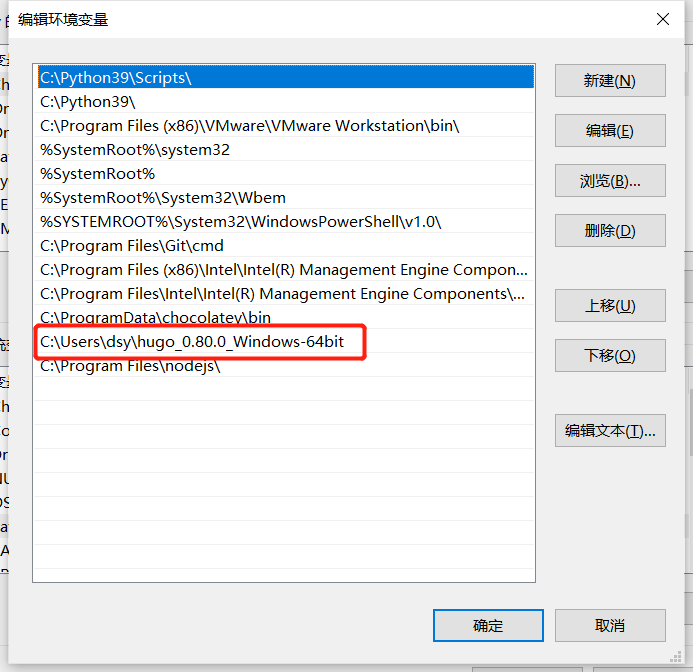 编辑环境变量
C:\Python39\Scripts\
C:\Python39\
C:\Program Files (x86)\VMware\VMware Workstation\bin\
%SystemRoot%\system32
%SystemRoot%
%SystemRoot%\System32\Wbem
%SYSTEMROOT%\System32\WindowsPowerShell\v1.0\
C:\Program Files\Git\cmd
C:\Program Files (x86)\Intel\Intel(R) Management Engine Compon...
C:\Program Files\Intel\Intel(R) Management Engine Components\...
C:\ProgramData\chocolatey\bin
C:\Users\dsy\hugo_0.80.0_Windows-64bit
C:\Program Files\nodejs\
新建(N)
编辑(E)
浏览(B)...
删除(D)
上移(U)
下移(O)
编辑文本(T)...
确定
取消